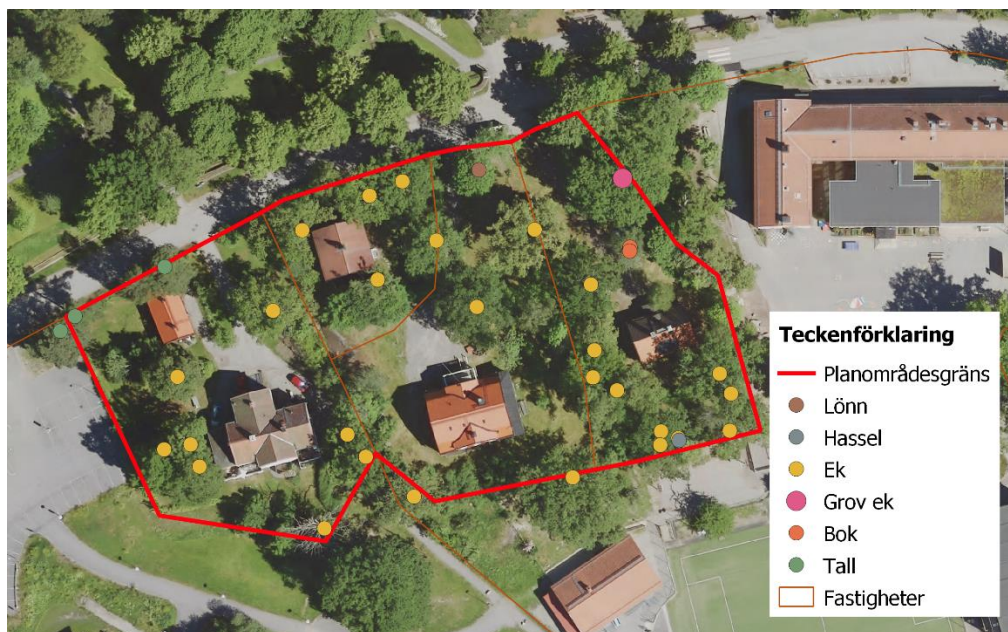 Teckenförklaring
Planområdesgräns
Lönn
Hassel
Ek
Grov ek
Bok
Tall
Fastigheter